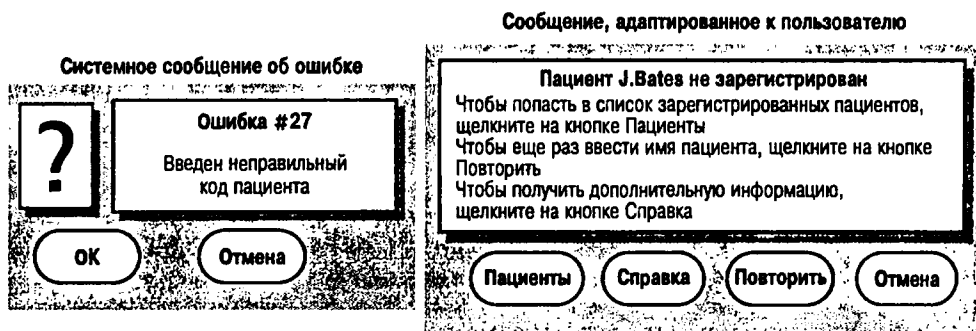 Системное сообщение об ошибке
?
Ошибка #27
Введен неправильный
код пациента
ОК
Отмена
Сообщение, адаптированное к пользователю
Пациент J.Bates не зарегистрирован
Чтобы попасть в список зарегистрированных пациентов,
щелкните на кнопке Пациенты
Чтобы еще раз ввести имя пациента, щелкните на кнопке
Повторить
Чтобы получить дополнительную информацию,
щелкните на кнопке Справка
Пациенты
Справка
Повторить
Отмена